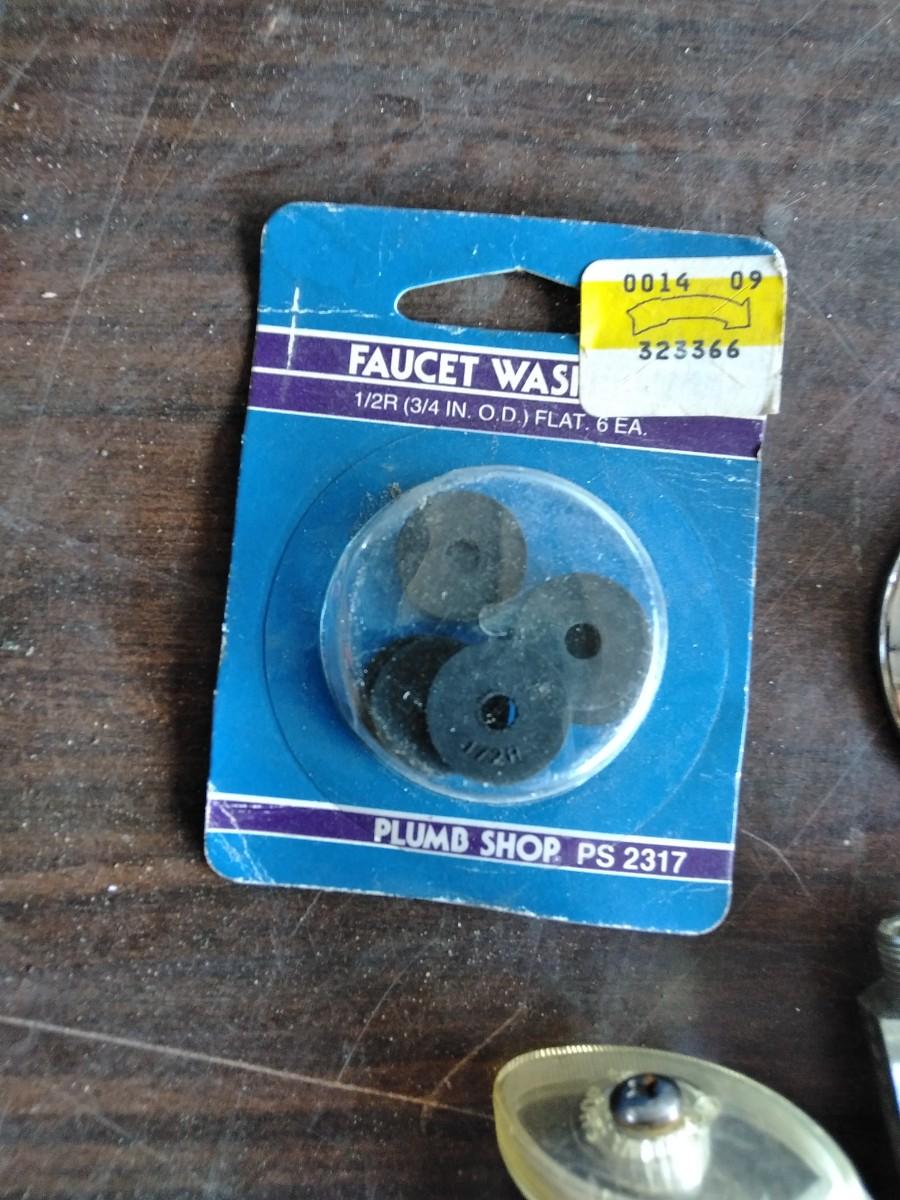 0014 09
323366
FAUCET WAS
1/2R (3/4 IN. O.D.) FLAT. 6 EA.
1/2R
PLUMB SHOP PS 2317